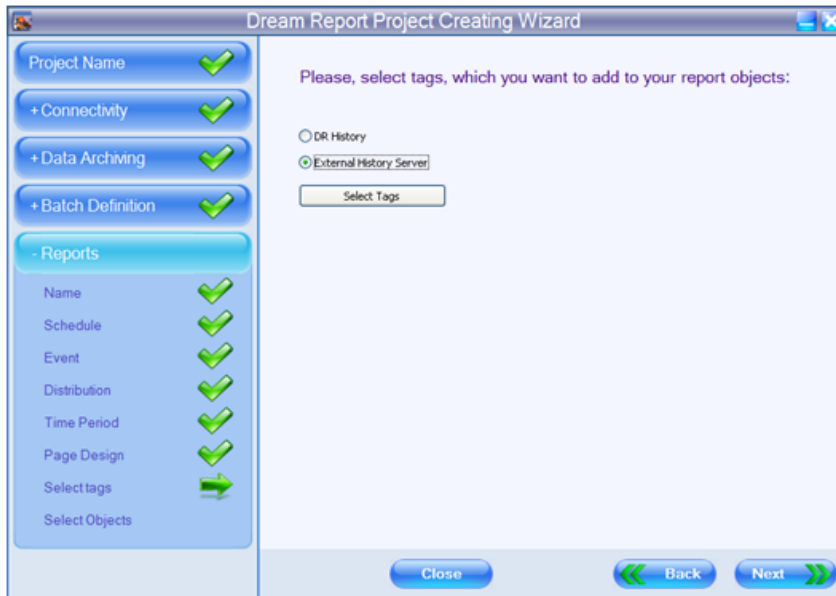 Dream Report Project Creating Wizard
Project Name
+Connectivity
+Data Archiving
+Batch Definition
- Reports
Name
Schedule
Event
Distribution
Time Period
Page Design
Select tags
Select Objects
Please, select tags, which you want to add to your report objects:
DR History
External History Server
Select Tags
Close
Back
Next